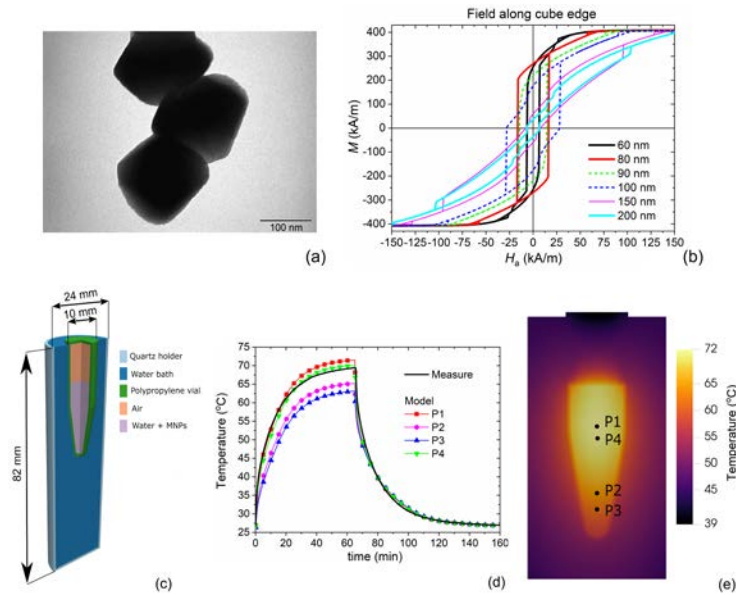 100 nm
(a)
Field along cube edge
400
300
200
100
0
-100
-200
-300
-400
M (kA/m)
60 nm
80 nm
90 nm
100 nm
150 nm
200 nm
-150 -125 -100 -75 -50 -25 0 25 50 75 100 125 150
Ha (kA/m)
(b)
24 mm
10 mm
82 mm
Quartz holder
Water bath
Polypropylene vial
Air
Water + MNPs
(c)
75
70
65
60
55
50
45
40
35
30
25
Temperature (°C)
Measure
Model
P1
P2
P3
P4
0 20 40 60 80 100 120 140 160
time (min)
(d)
P1
P4
P2
P3
72
65
60
55
50
45
39
Temperature (°C)
(e)